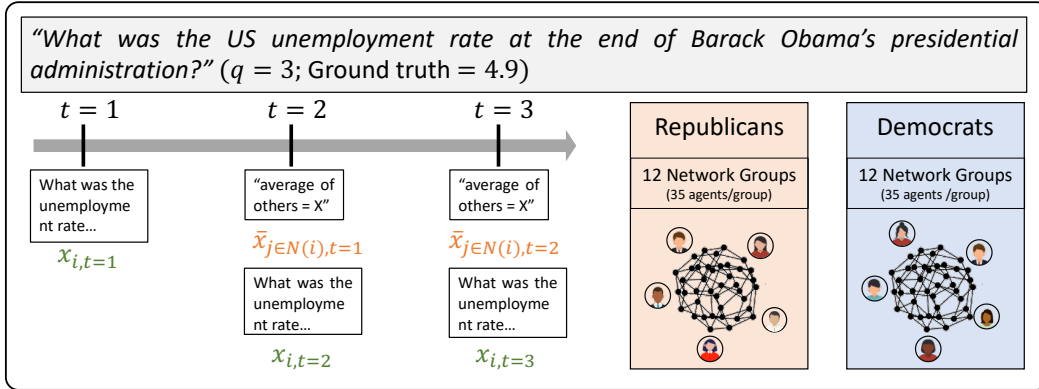 “What was the US unemployment rate at the end of Barack Obama’s presidential
administration?” (q = 3; Ground truth = 4.9)
t = 1
t = 2
t = 3
What was the
unemployme
nt rate…
x_{i,t=1}
“average of
others = X”
x̄_{j∈N(i),t=1}
What was the
unemployme
nt rate…
x_{i,t=2}
“average of
others = X”
x̄_{j∈N(i),t=2}
What was the
unemployme
nt rate…
x_{i,t=3}
Republicans
12 Network Groups
(35 agents/group)
Democrats
12 Network Groups
(35 agents /group)